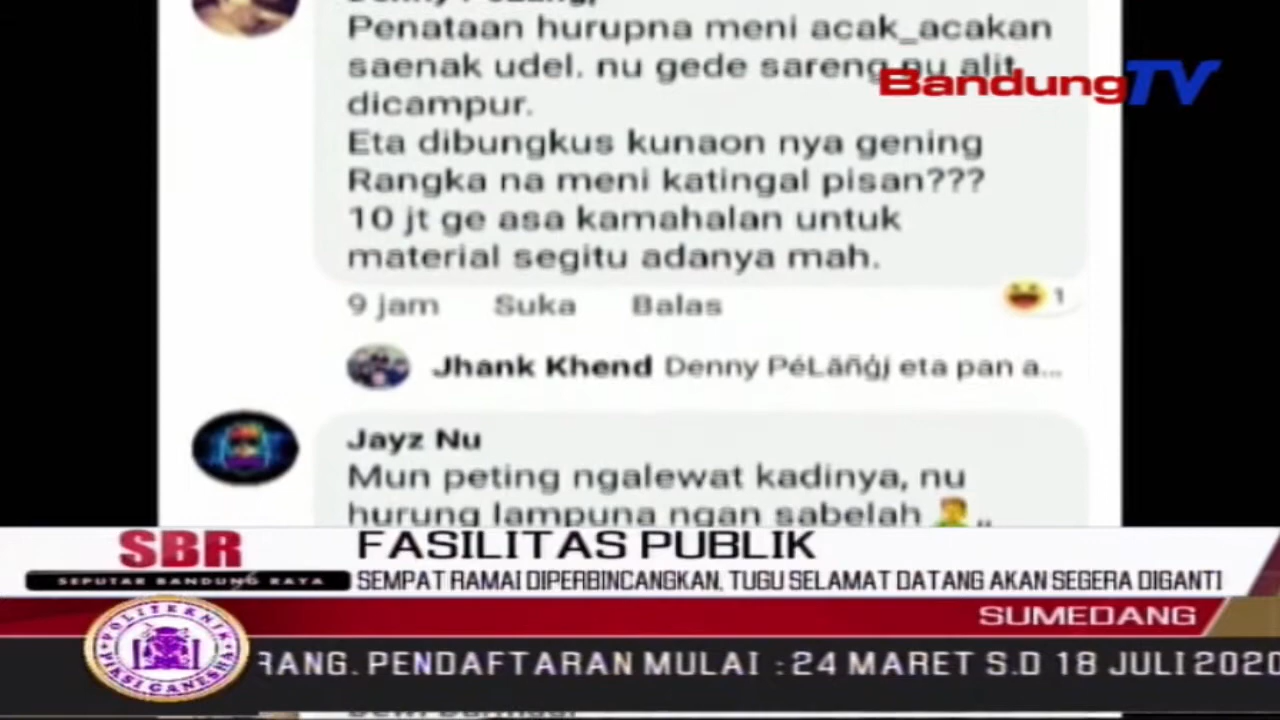 Penataan hurupna meni acak_acakan
saenak udel. nu gede sareng nu alit
dicampur.
Eta dibungkus kunaon nya gening
Rangka na meni katingal pisan???
10 jt ge asa kamahalan untuk
material segitu adanya mah.
BandungTV
9 jam Suka Balas
1
Jhank Khend Denny PéLãñģj eta pan a...
Jayz Nu
Mun peting ngalewat kadinya, nu
hurung lampuna ngan sabelah
SBR
SEPUTAR BANDUNG RAYA
FASILITAS PUBLIK
SEMPAT RAMAI DIPERBINCANGKAN, TUGU SELAMAT DATANG AKAN SEGERA DIGANTI
SUMEDANG
POLITEKNIK
PIKSI GANESHA
RANG. PENDAFTARAN MULAI : 24 MARET S.D 18 JULI 2020